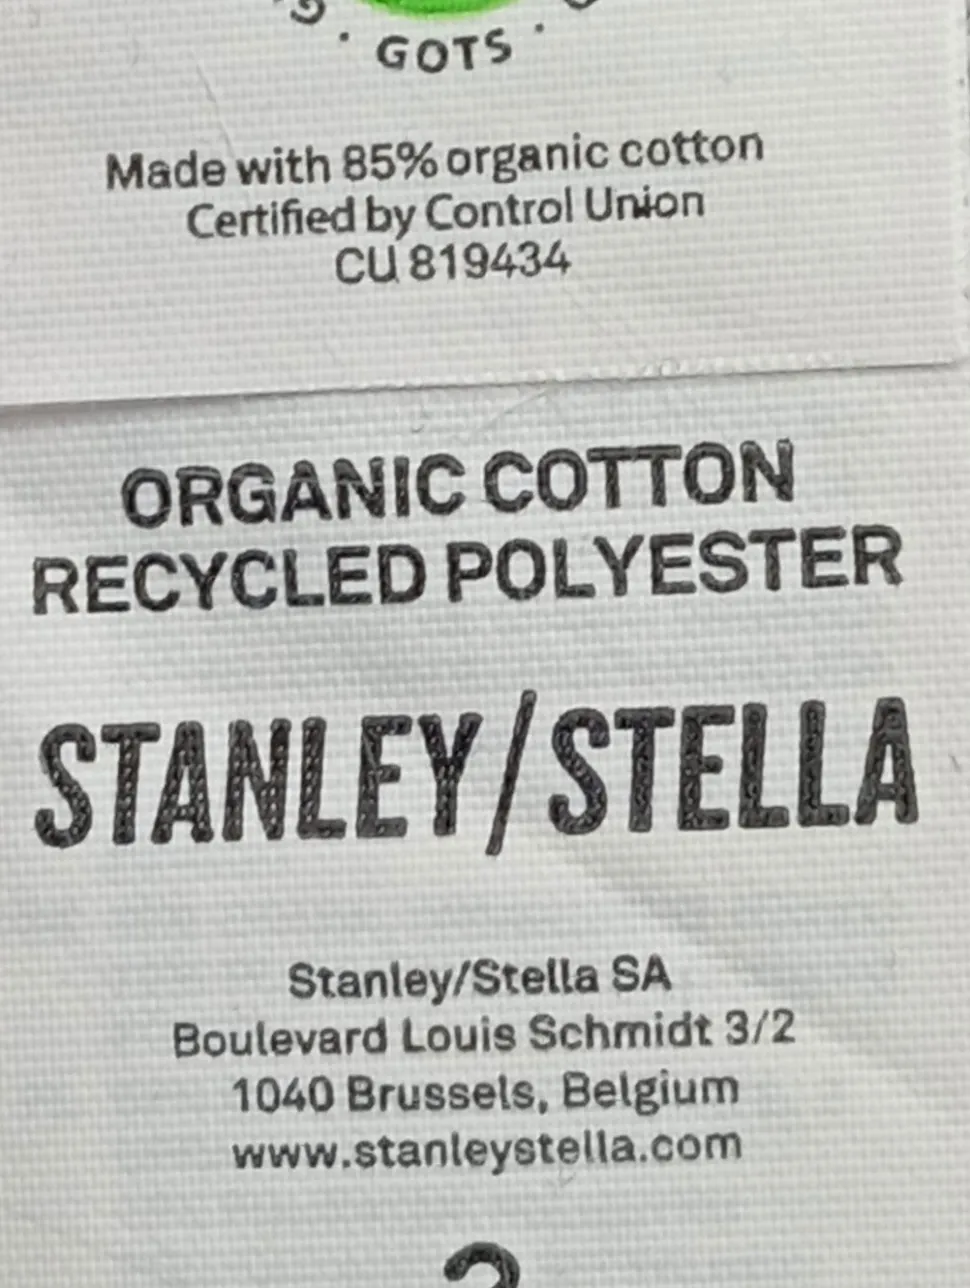 GOTS
Made with 85% organic cotton
Certified by Control Union
CU 819434
ORGANIC COTTON
RECYCLED POLYESTER
STANLEY/STELLA
Stanley/Stella SA
Boulevard Louis Schmidt 3/2
1040 Brussels, Belgium
www.stanleystella.com